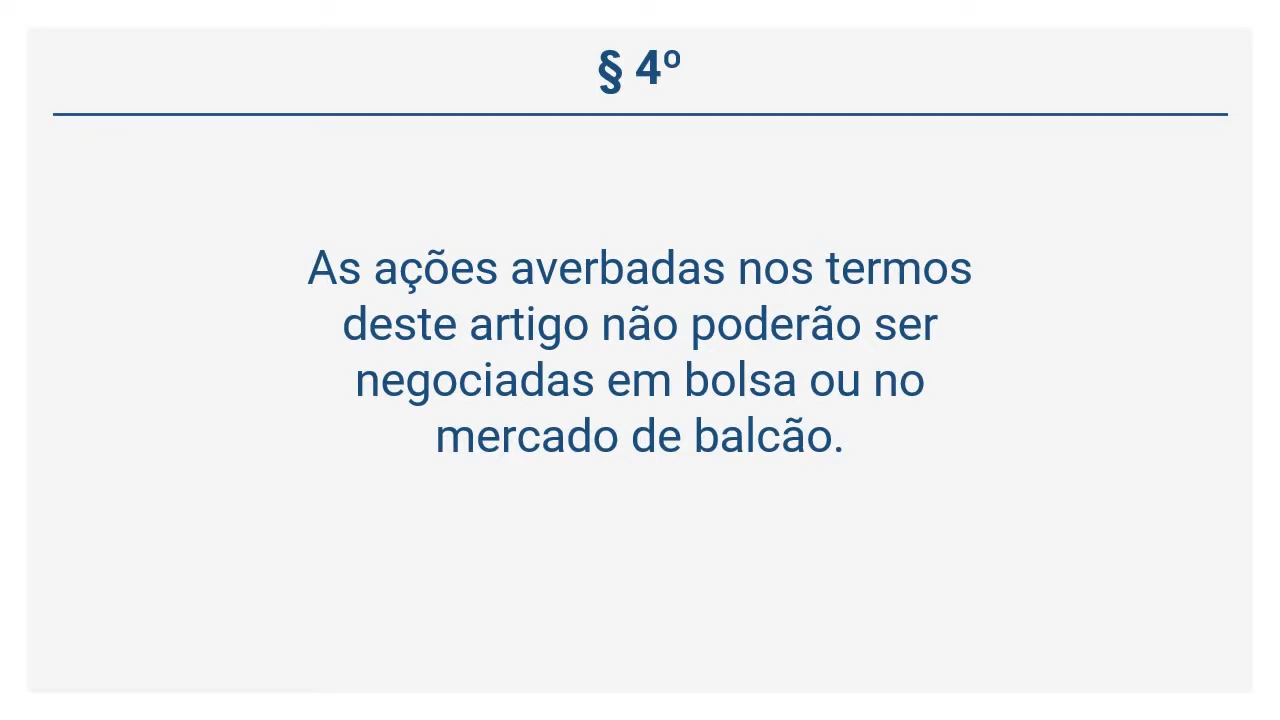 § 4º
As ações averbadas nos termos
deste artigo não poderão ser
negociadas em bolsa ou no
mercado de balcão.